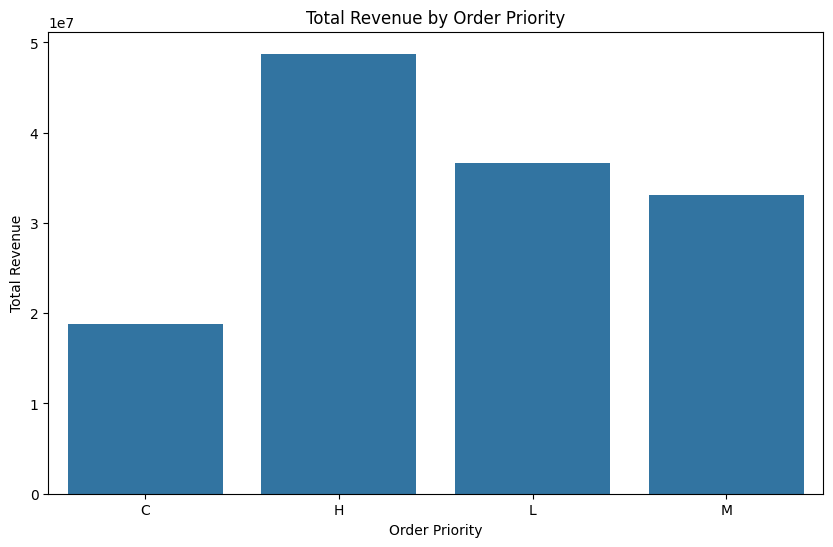 Total Revenue by Order Priority
1e7
5
4
3
2
1
0
Total Revenue
C H L M
Order Priority